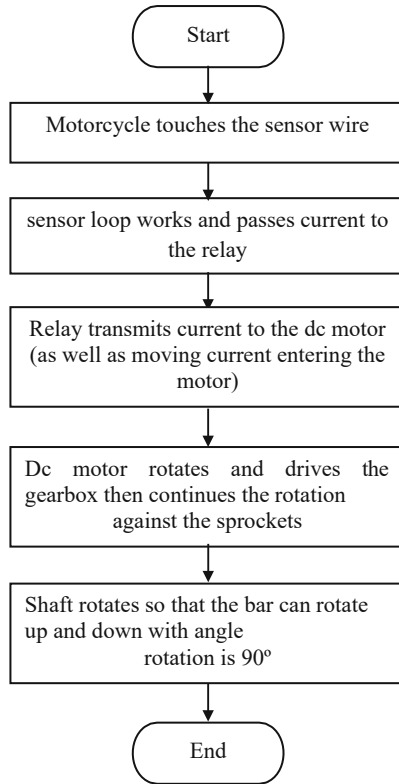 Start
Motorcycle touches the sensor wire
sensor loop works and passes current to
the relay
Relay transmits current to the dc motor
(as well as moving current entering the
motor)
Dc motor rotates and drives the
gearbox then continues the rotation
against the sprockets
Shaft rotates so that the bar can rotate
up and down with angle
rotation is 90º
End